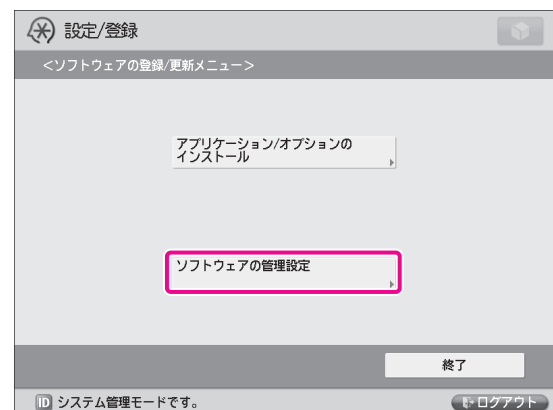 設定/登録
<ソフトウェアの登録/更新メニュー>
アプリケーション/オプションの
インストール
ソフトウェアの管理設定
終了
ID システム管理モードです。
ログアウト